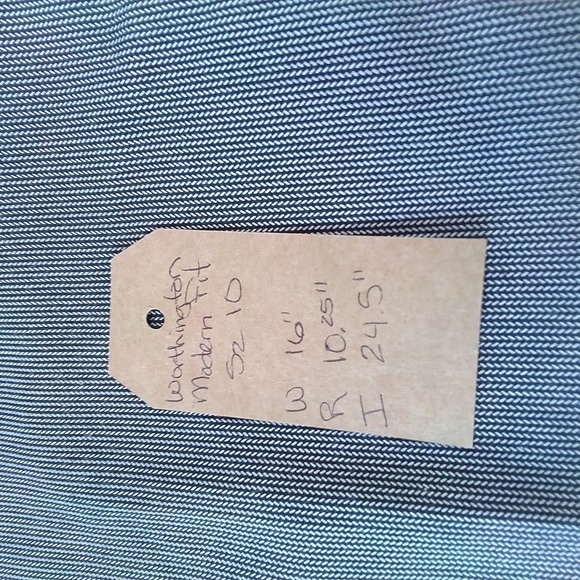 Worthington
Modern Fit
Sz 10
W 16"
R 10.25"
I 24.5"